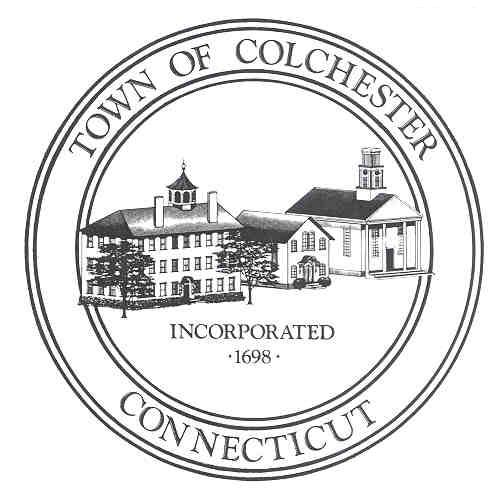 TOWN OF COLCHESTER
INCORPORATED
·1698·
CONNECTICUT